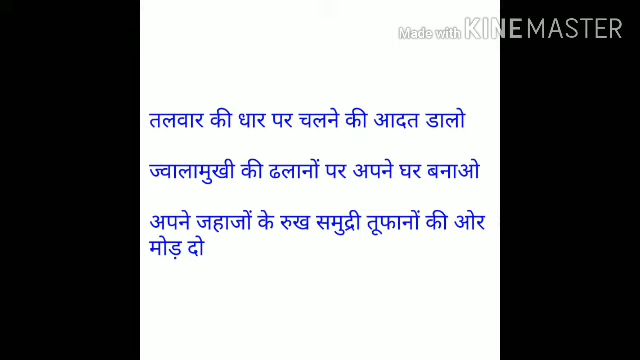 Made with KINEMASTER
तलवार की धार पर चलने की आदत डालो
ज्वालामुखी की ढलानों पर अपने घर बनाओ
अपने जहाजों के रुख समुद्री तूफानों की ओर
मोड़ दो